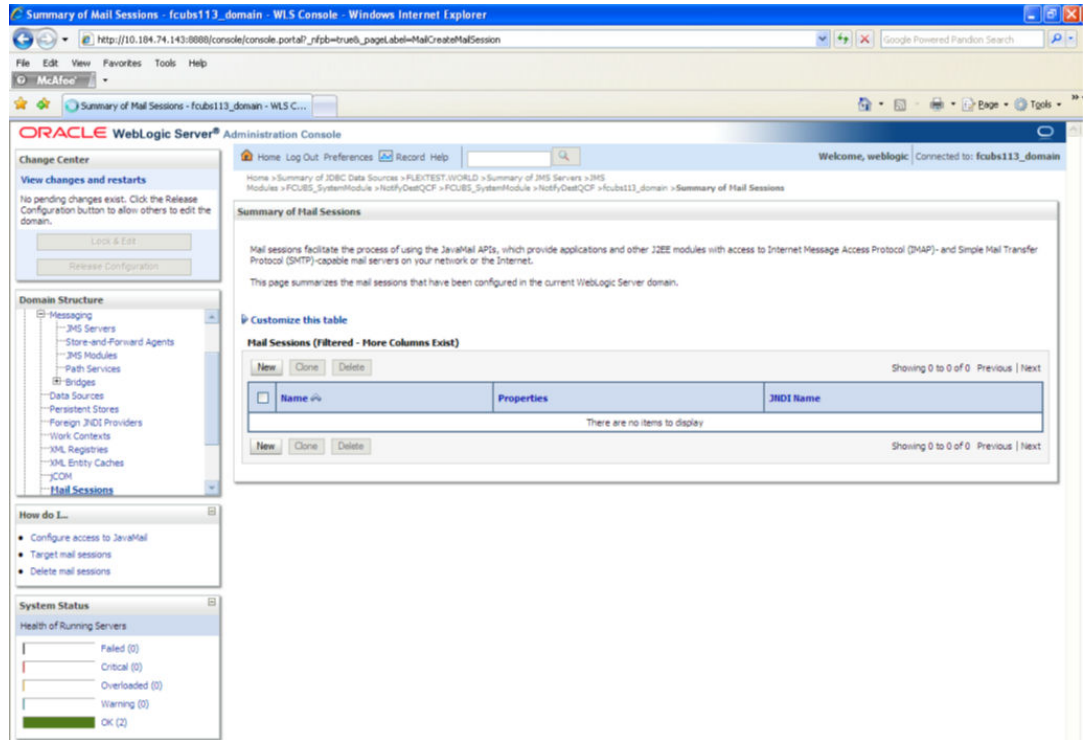 Summary of Mail Sessions - fcubs113_domain - WLS Console - Windows Internet Explorer
http://10.184.74.143:8888/console/console.portal?_nfpb=true&_pageLabel=MailCreateMailSession
Google Powered Pandion Search
File Edit View Favorites Tools Help
McAfee
Summary of Mail Sessions - fcubs113_domain - WLS C...
Page Tools
ORACLE WebLogic Server® Administration Console
Change Center
View changes and restarts
No pending changes exist. Click the Release
Configuration button to allow others to edit the
domain.
Lock & Edit
Release Configuration
Domain Structure
Messaging
JMS Servers
Store-and-Forward Agents
JMS Modules
Path Services
Bridges
Data Sources
Persistent Stores
Foreign JNDI Providers
Work Contexts
XML Registries
XML Entity Caches
jCOM
Mail Sessions
How do I...
Configure access to JavaMail
Target mail sessions
Delete mail sessions
System Status
Health of Running Servers
Failed (0)
Critical (0)
Overloaded (0)
Warning (0)
OK (2)
Home Log Out Preferences Record Help
Welcome, weblogic Connected to: fcubs113_domain
Home >Summary of JDBC Data Sources >FLEXTEST.WORLD >Summary of JMS Servers >JMS
Modules >FCUBS_SystemModule >NotifyDestQCF >FCUBS_SystemModule >NotifyDestQCF >fcubs113_domain >Summary of Mail Sessions
Summary of Mail Sessions
Mail sessions facilitate the process of using the JavaMail APIs, which provide applications and other J2EE modules with access to Internet Message Access Protocol (IMAP)- and Simple Mail Transfer
Protocol (SMTP)-capable mail servers on your network or the Internet.
This page summarizes the mail sessions that have been configured in the current WebLogic Server domain.
Customize this table
Mail Sessions (Filtered - More Columns Exist)
New Clone Delete
Showing 0 to 0 of 0 Previous | Next
Name Properties JNDI Name
There are no items to display
New Clone Delete
Showing 0 to 0 of 0 Previous | Next